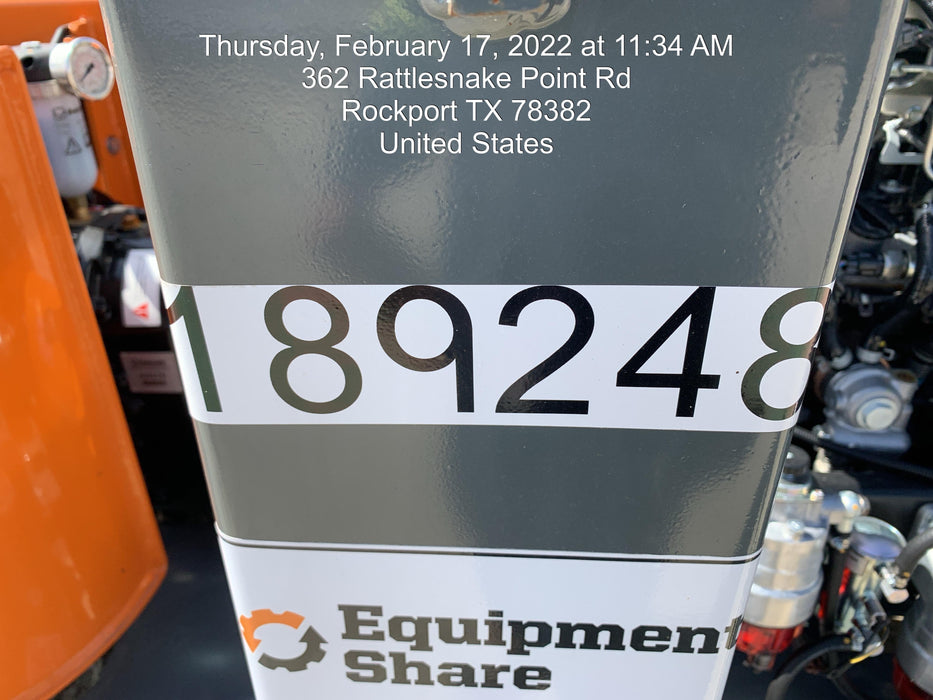 Thursday, February 17, 2022 at 11:34 AM
362 Rattlesnake Point Rd
Rockport TX 78382
United States
189248
Equipment
Share